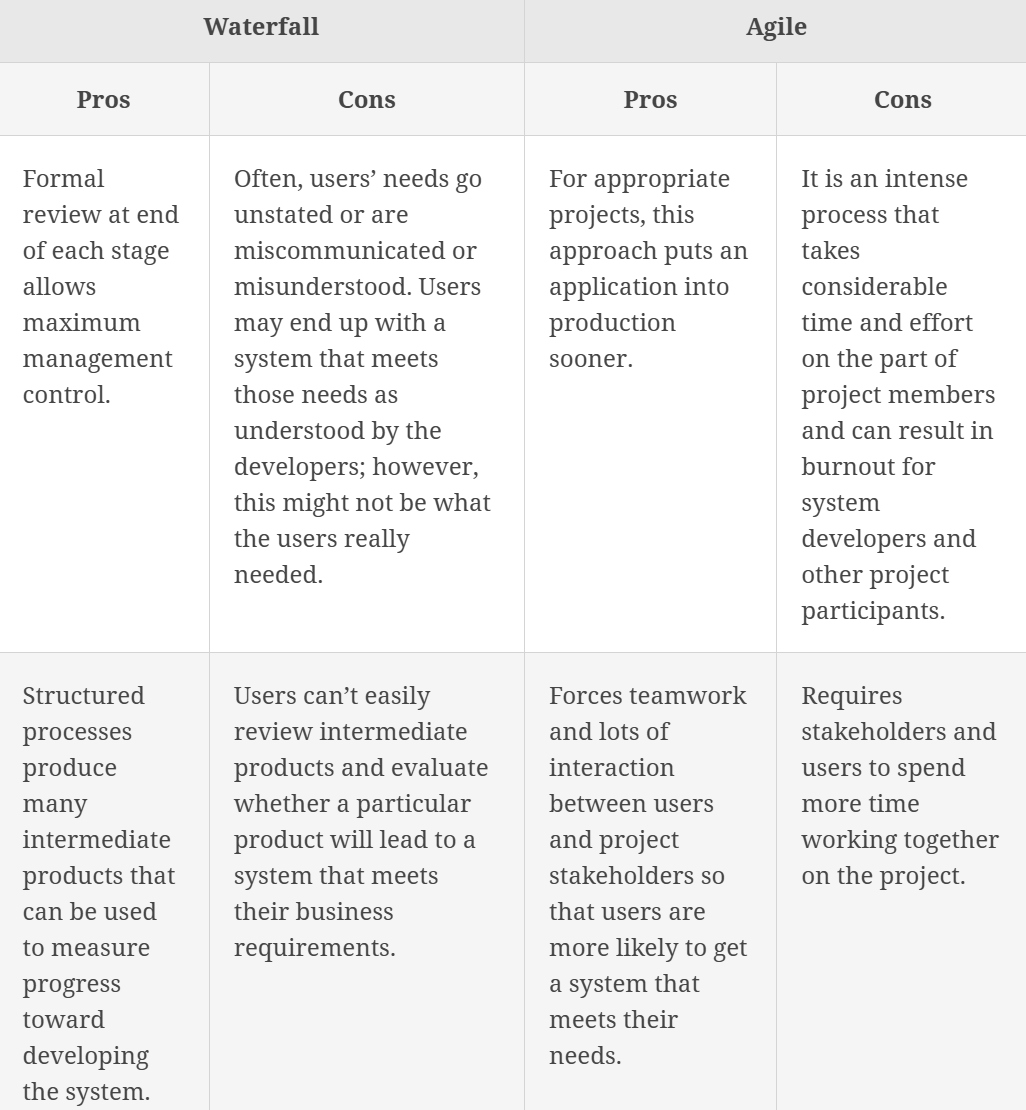 Waterfall
Agile
Pros
Cons
Pros
Cons
Formal
review at end
of each stage
allows
maximum
management
control.
Often, users’ needs go
unstated or are
miscommunicated or
misunderstood. Users
may end up with a
system that meets
those needs as
understood by the
developers; however,
this might not be what
the users really
needed.
For appropriate
projects, this
approach puts an
application into
production
sooner.
It is an intense
process that
takes
considerable
time and effort
on the part of
project members
and can result in
burnout for
system
developers and
other project
participants.
Structured
processes
produce
many
intermediate
products that
can be used
to measure
progress
toward
developing
the system.
Users can’t easily
review intermediate
products and evaluate
whether a particular
product will lead to a
system that meets
their business
requirements.
Forces teamwork
and lots of
interaction
between users
and project
stakeholders so
that users are
more likely to get
a system that
meets their
needs.
Requires
stakeholders and
users to spend
more time
working together
on the project.